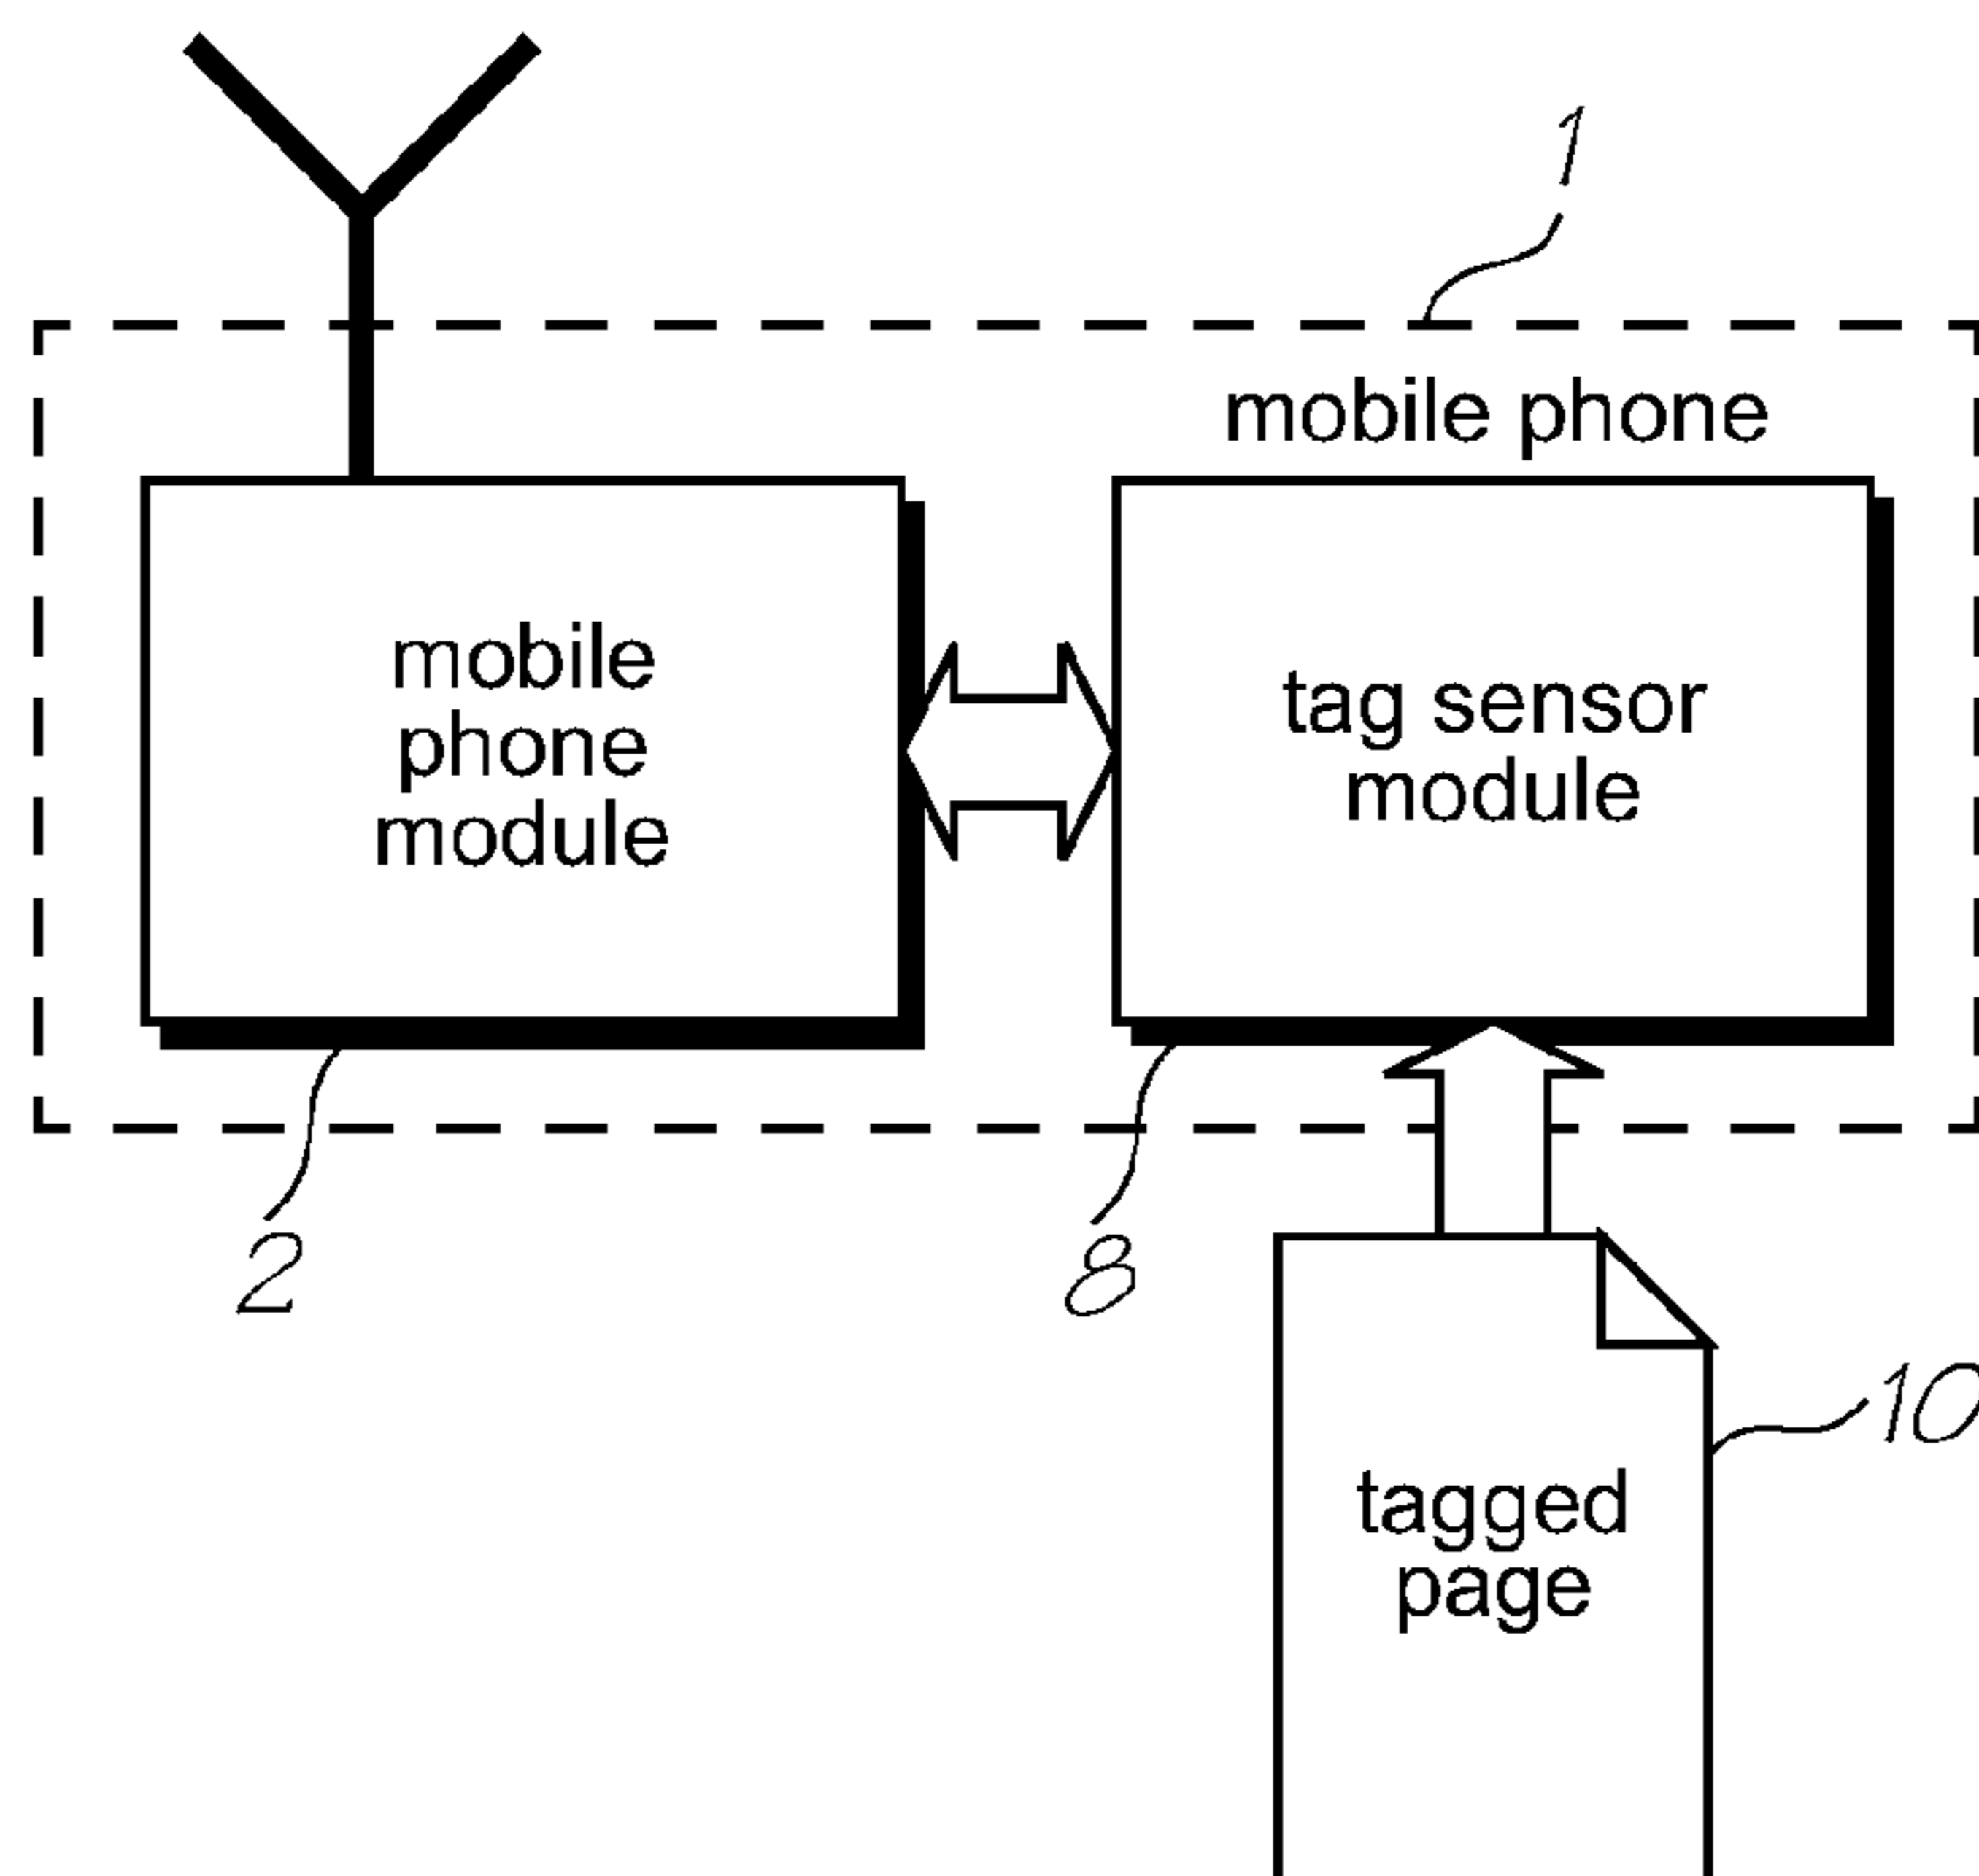 1
mobile phone
mobile
phone
module
tag sensor
module
2
8
10
tagged
page